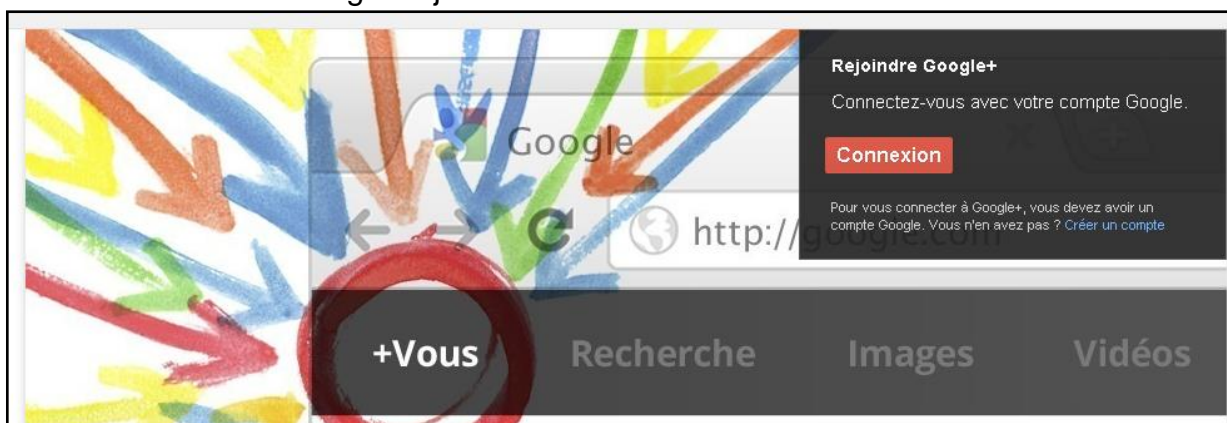 Rejoindre Google+
Connectez-vous avec votre compte Google.
Connexion
Pour vous connecter à Google+, vous devez avoir un
compte Google. Vous n'en avez pas ? Créer un compte
Google
http://google.com
+Vous Recherche Images Vidéos